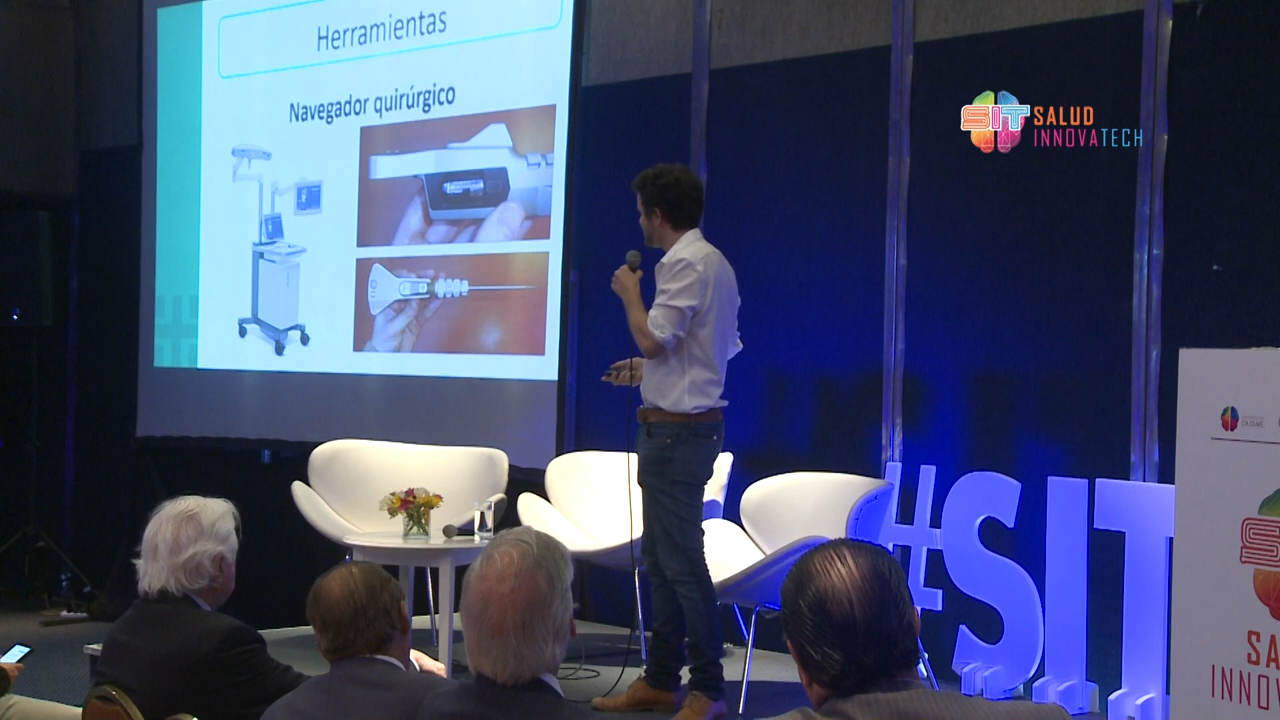 Herramientas
Navegador quirúrgico
SIT SALUD
INNOVATECH
#SIT